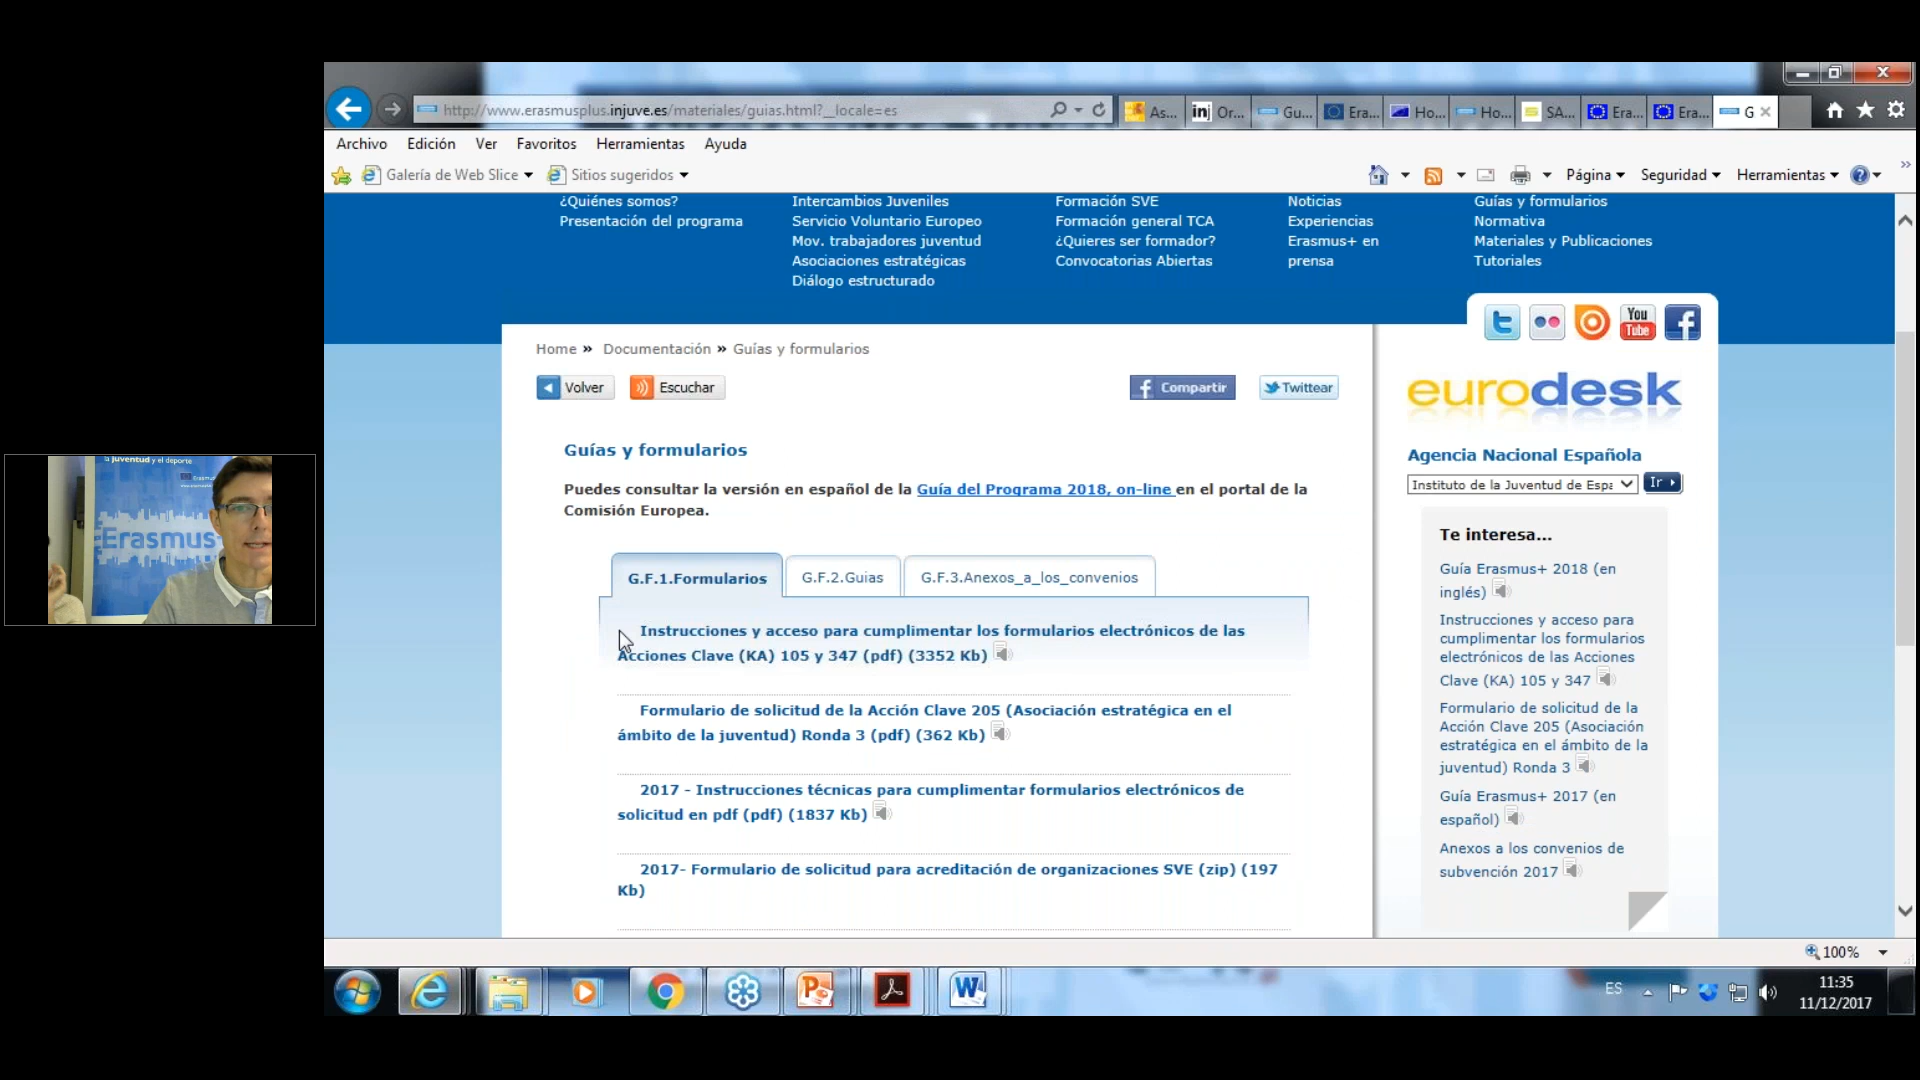 http://www.erasmusplus.injuve.es/materiales/guias.html?__locale=es
As...
Or...
Gu...
Era...
Ho...
Ho...
SA...
Era...
Era...
G
Archivo Edición Ver Favoritos Herramientas Ayuda
Galería de Web Slice Sitios sugeridos Página Seguridad Herramientas
¿Quiénes somos?
Presentación del programa
Intercambios Juveniles
Servicio Voluntario Europeo
Mov. trabajadores juventud
Asociaciones estratégicas
Diálogo estructurado
Formación SVE
Formación general TCA
¿Quieres ser formador?
Convocatorias Abiertas
Noticias
Experiencias
Erasmus+ en
prensa
Guías y formularios
Normativa
Materiales y Publicaciones
Tutoriales
You
Tube
Home » Documentación » Guías y formularios
Volver Escuchar Compartir Twittear
Guías y formularios
Puedes consultar la versión en español de la Guía del Programa 2018, on-line en el portal de la
Comisión Europea.
G.F.1.Formularios G.F.2.Guias G.F.3.Anexos_a_los_convenios
Instrucciones y acceso para cumplimentar los formularios electrónicos de las
Acciones Clave (KA) 105 y 347 (pdf) (3352 Kb)
Formulario de solicitud de la Acción Clave 205 (Asociación estratégica en el
ámbito de la juventud) Ronda 3 (pdf) (362 Kb)
2017 - Instrucciones técnicas para cumplimentar formularios electrónicos de
solicitud en pdf (pdf) (1837 Kb)
2017- Formulario de solicitud para acreditación de organizaciones SVE (zip) (197
Kb)
eurodesk
Agencia Nacional Española
Instituto de la Juventud de Espa Ir
Te interesa...
Guía Erasmus+ 2018 (en
inglés)
Instrucciones y acceso para
cumplimentar los formularios
electrónicos de las Acciones
Clave (KA) 105 y 347
Formulario de solicitud de la
Acción Clave 205 (Asociación
estratégica en el ámbito de la
juventud) Ronda 3
Guía Erasmus+ 2017 (en
español)
Anexos a los convenios de
subvención 2017
la juventud y el deporte
Erasmus
100%
ES
11:35
11/12/2017